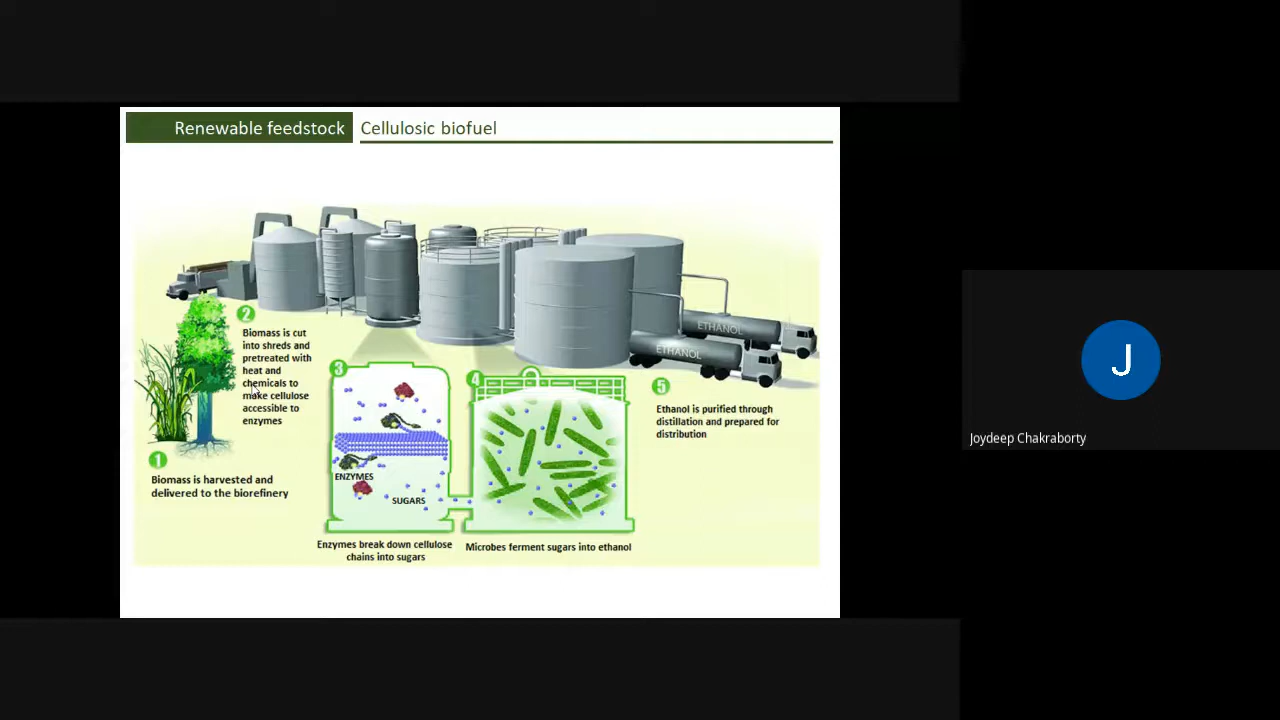 Renewable feedstock Cellulosic biofuel
ETHANOL
ETHANOL
2
Biomass is cut
into shreds and
pretreated with
heat and
chemicals to
make cellulose
accessible to
enzymes
1
Biomass is harvested and
delivered to the biorefinery
3
ENZYMES
SUGARS
Enzymes break down cellulose
chains into sugars
4
Microbes ferment sugars into ethanol
5
Ethanol is purified through
distillation and prepared for
distribution
J
Joydeep Chakraborty